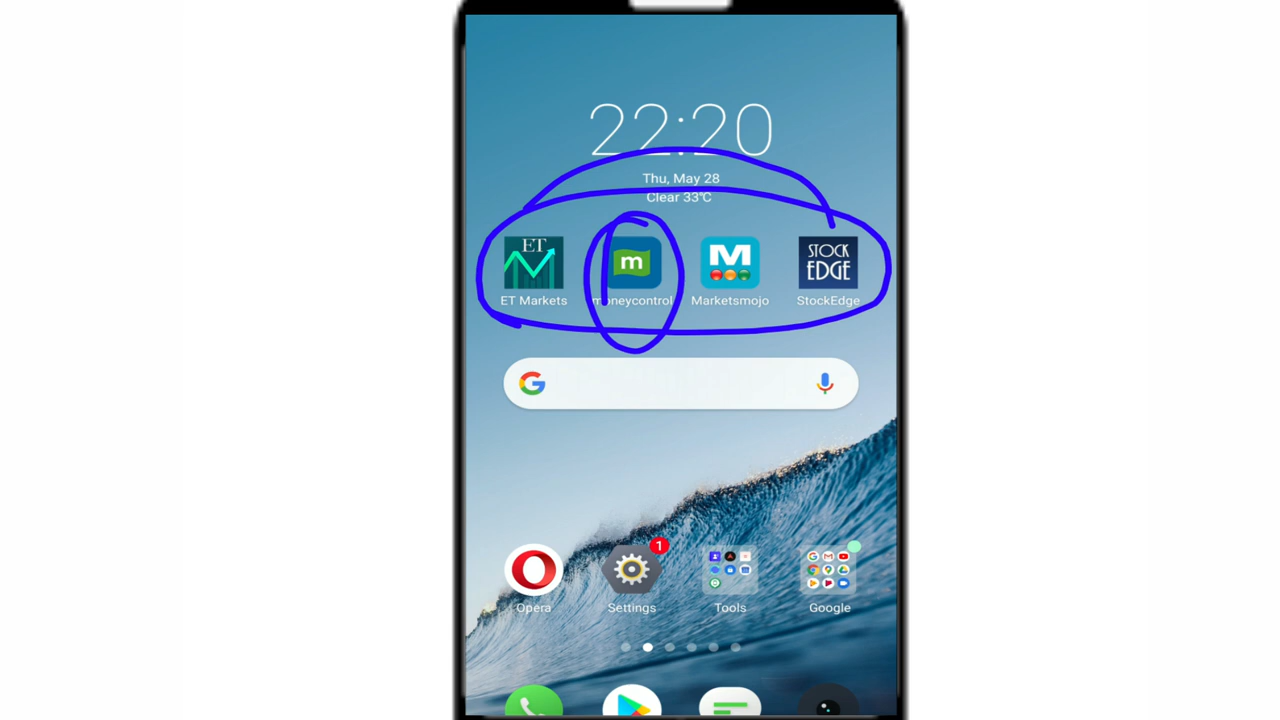 22:20
Thu, May 28
Clear 33°C
ET
m
M
STOCK
EDGE
ET Markets
moneycontrol
Marketsmojo
StockEdge
G
1
Opera
Settings
Tools
Google